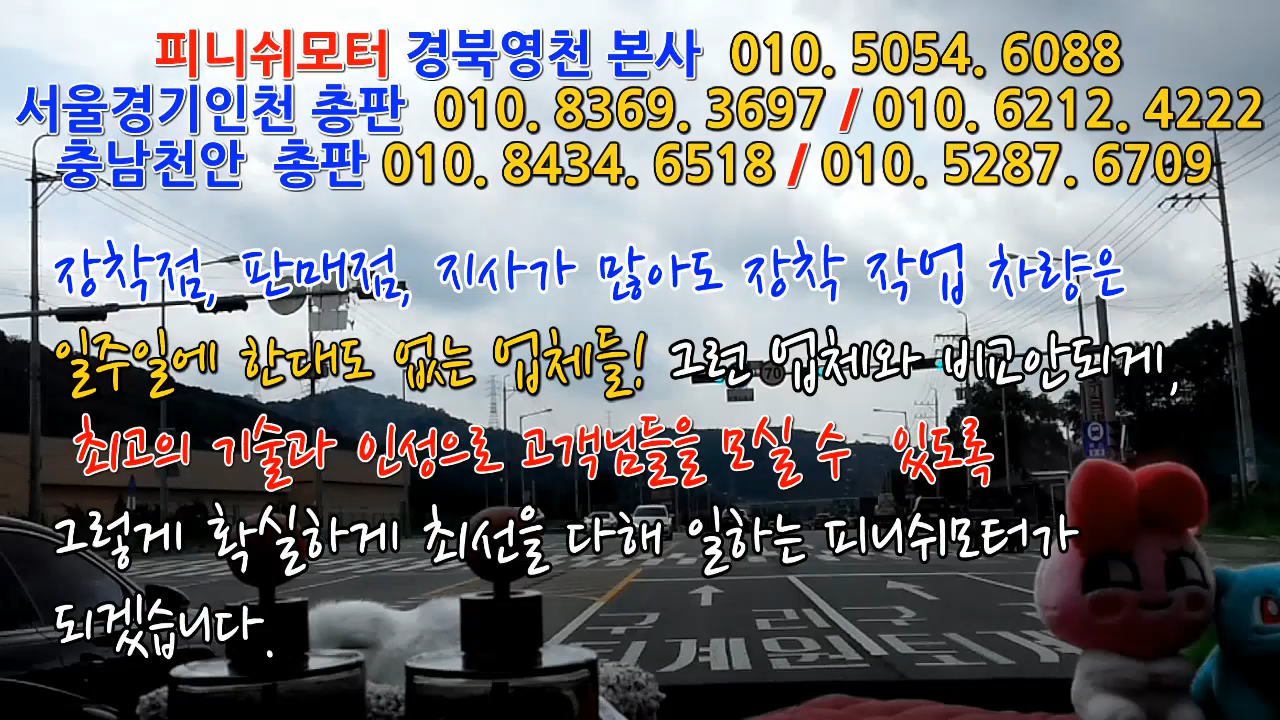 피니쉬모터 경북영천 본사 010. 5054. 6088
서울경기인천 총판 010. 8369. 3697 / 010. 6212. 4222
충남천안 총판 010. 8434. 6518 / 010. 5287. 6709
장착점, 판매점, 지사가 많아도 장착 작업 차량은
일주일에 한대도 없는 업체들! 그런 업체와 비교안되게,
최고의 기술과 인성으로 고객님들을 모실 수 있도록
그렇게 확실하게 최선을 다해 일하는 피니쉬모터가
되겠습니다.
70
구리